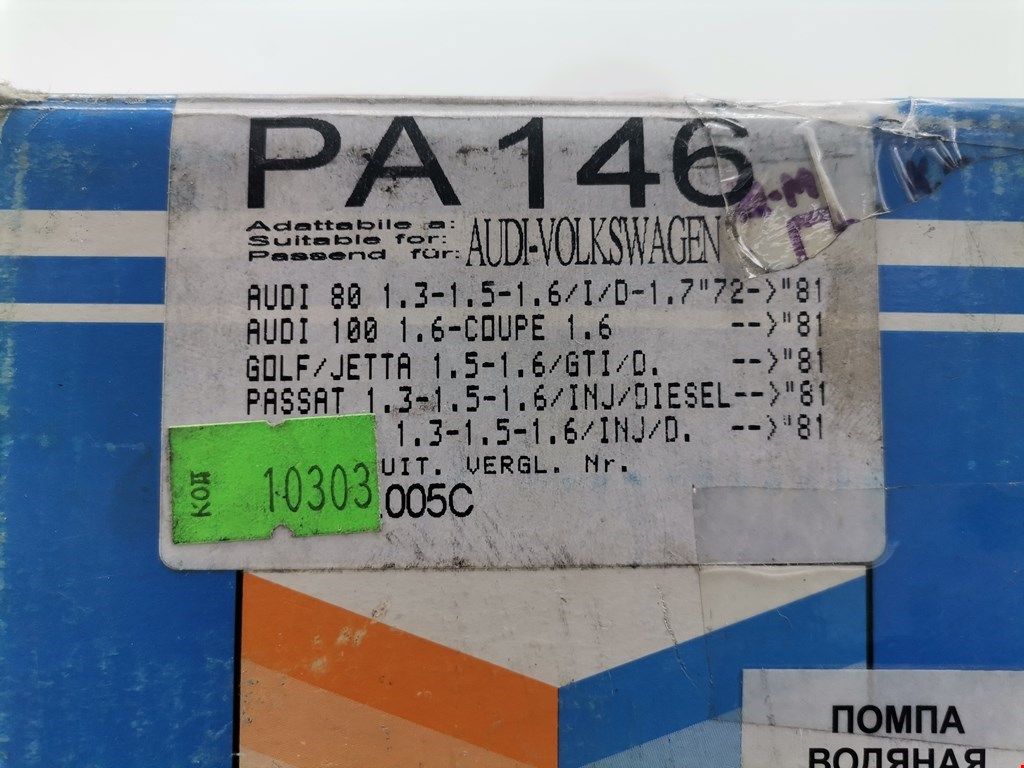 PA 146
Adattabile a:
Suitable for: AUDI-VOLKSWAGEN
Passend für:
AUDI 80 1.3-1.5-1.6/I/D-1.7"72->"81
AUDI 100 1.6-COUPE 1.6 -->"81
GOLF/JETTA 1.5-1.6/GTI/D. -->"81
PASSAT 1.3-1.5-1.6/INJ/DIESEL-->"81
1.3-1.5-1.6/INJ/D. -->"81
UIT. VERGL. Nr.
КОД 10303
.005C
ПОМПА
ВОДЯНАЯ